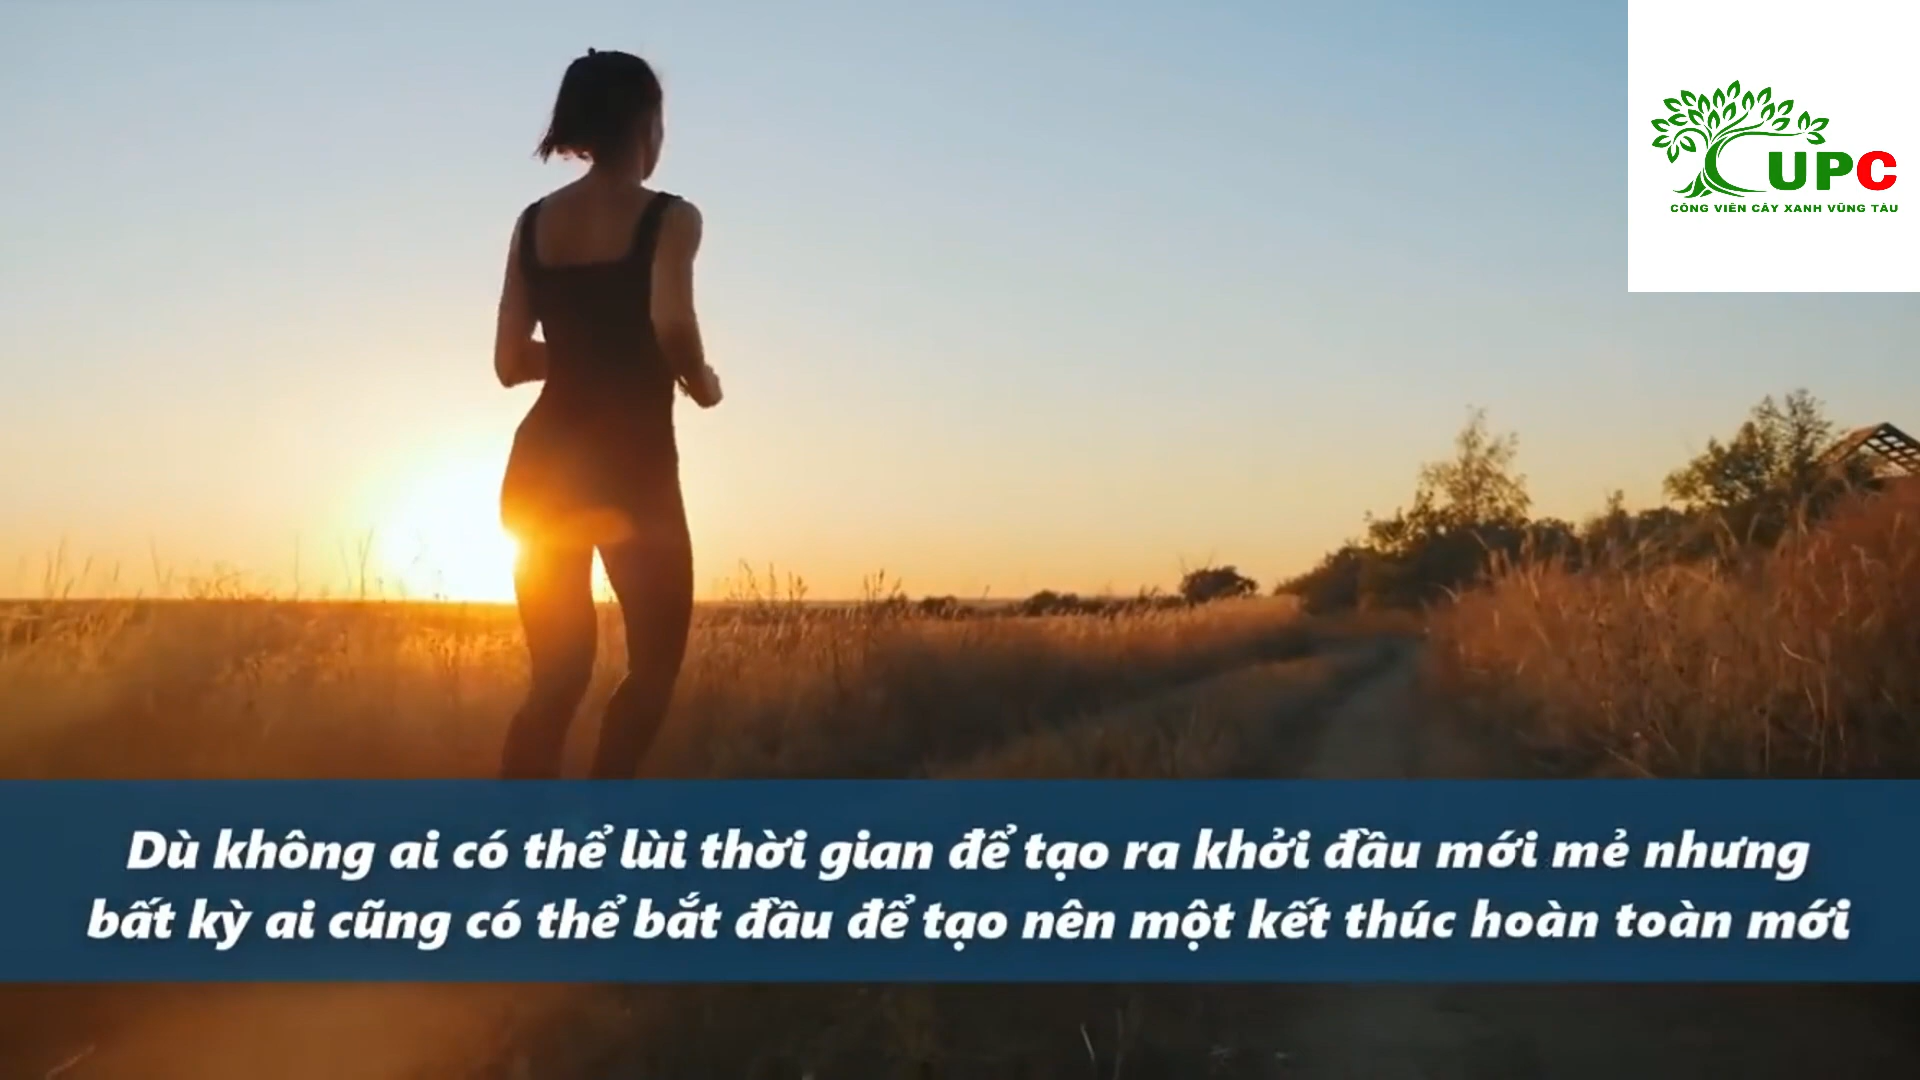 UPC
CÔNG VIÊN CÂY XANH VŨNG TÀU
Dù không ai có thể lùi thời gian để tạo ra khởi đầu mới mẻ nhưng
bất kỳ ai cũng có thể bắt đầu để tạo nên một kết thúc hoàn toàn mới